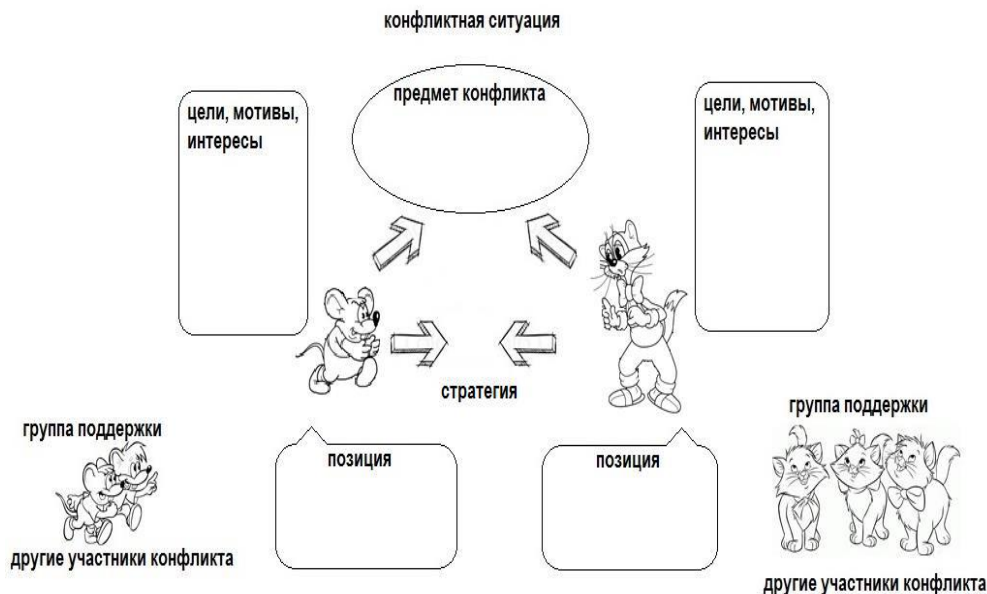 конфликтная ситуация
предмет конфликта
цели, мотивы,
интересы
цели, мотивы,
интересы
стратегия
группа поддержки
другие участники конфликта
позиция
позиция
группа поддержки
другие участники конфликта